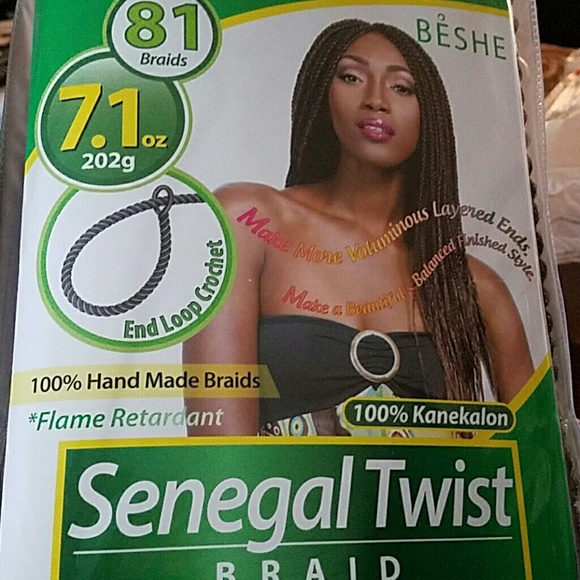 81
Braids
BĖSHE
7.1oz
202g
Make More Voluminous Layered Ends
Make a Beautiful - Balanced Finished Style.
End Loop Crochet
100% Hand Made Braids
*Flame Retardant
100% Kanekalon
Senegal Twist
BRAID